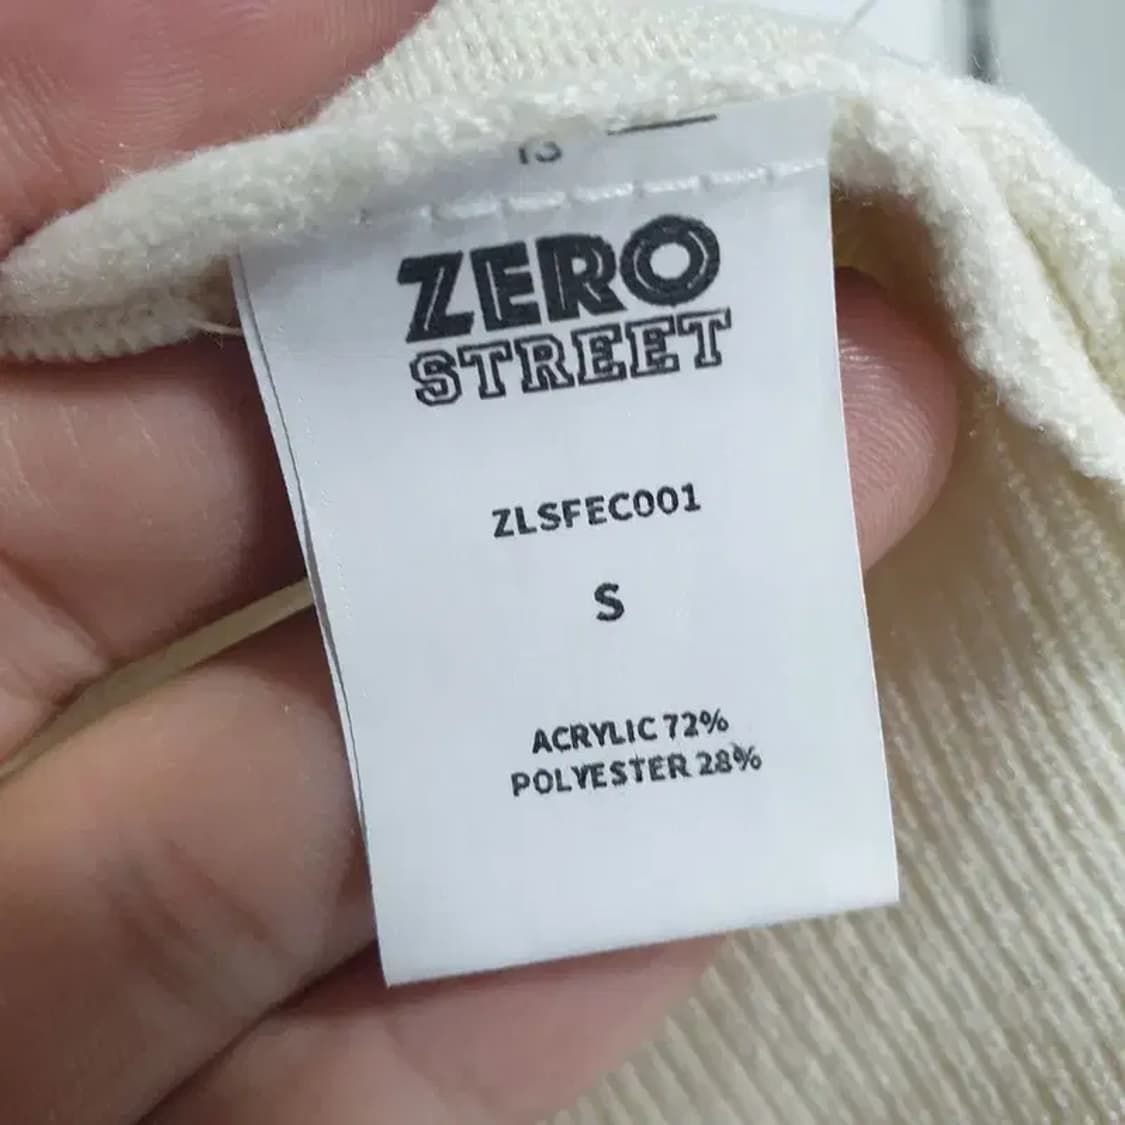 ZERO
STREET
ZLSFEC001
S
ACRYLIC 72%
POLYESTER 28%